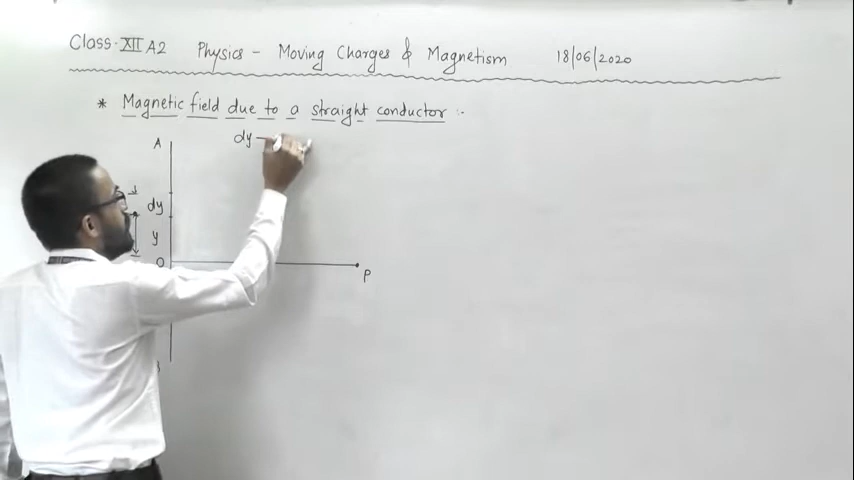 Class-XII A2 Physics - Moving Charges & Magnetism 18/06/2020
* Magnetic field due to a straight conductor :-
A
dy
dy
y
O
P